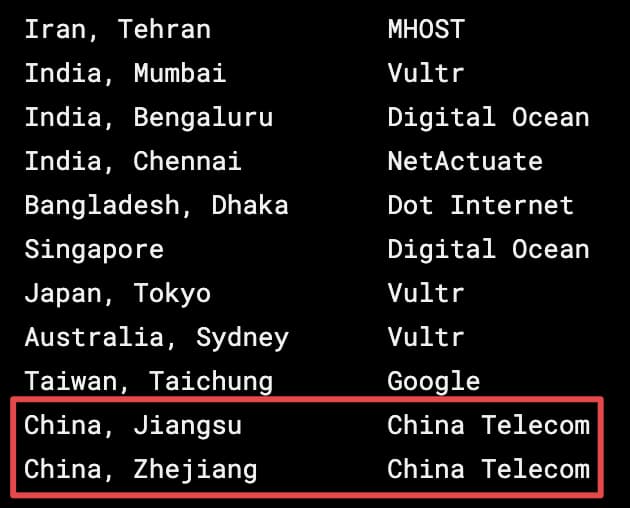 Iran, Tehran MHOST
India, Mumbai Vultr
India, Bengaluru Digital Ocean
India, Chennai NetActuate
Bangladesh, Dhaka Dot Internet
Singapore Digital Ocean
Japan, Tokyo Vultr
Australia, Sydney Vultr
Taiwan, Taichung Google
China, Jiangsu China Telecom
China, Zhejiang China Telecom